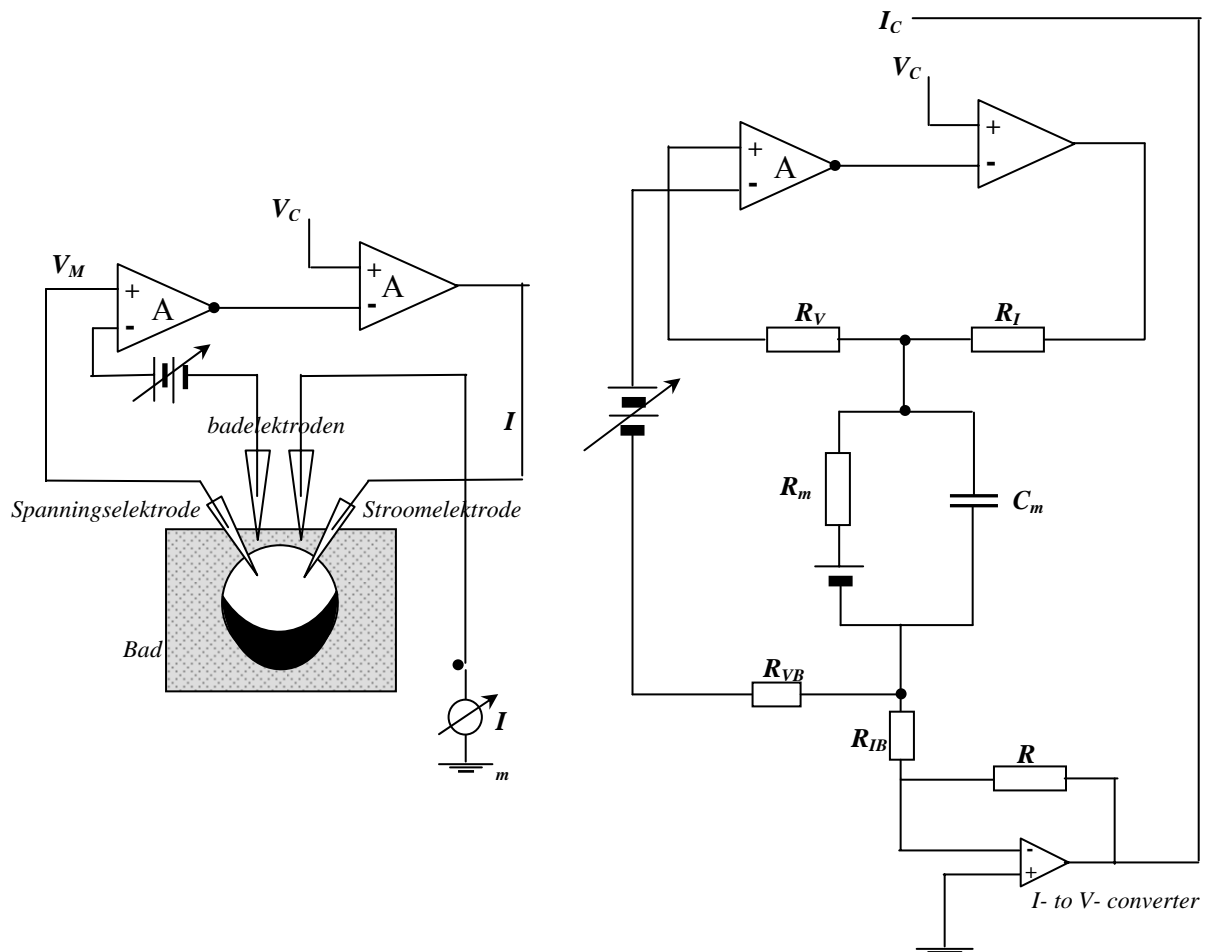 V_C
V_M
+
-
A
+
-
A
badelektroden
I
Spanningselektrode
Stroomelektrode
Bad
I
m
I_C
V_C
+
-
A
+
-
R_V
R_I
R_m
C_m
R_VB
R_IB
R
-
+
I- to V- converter